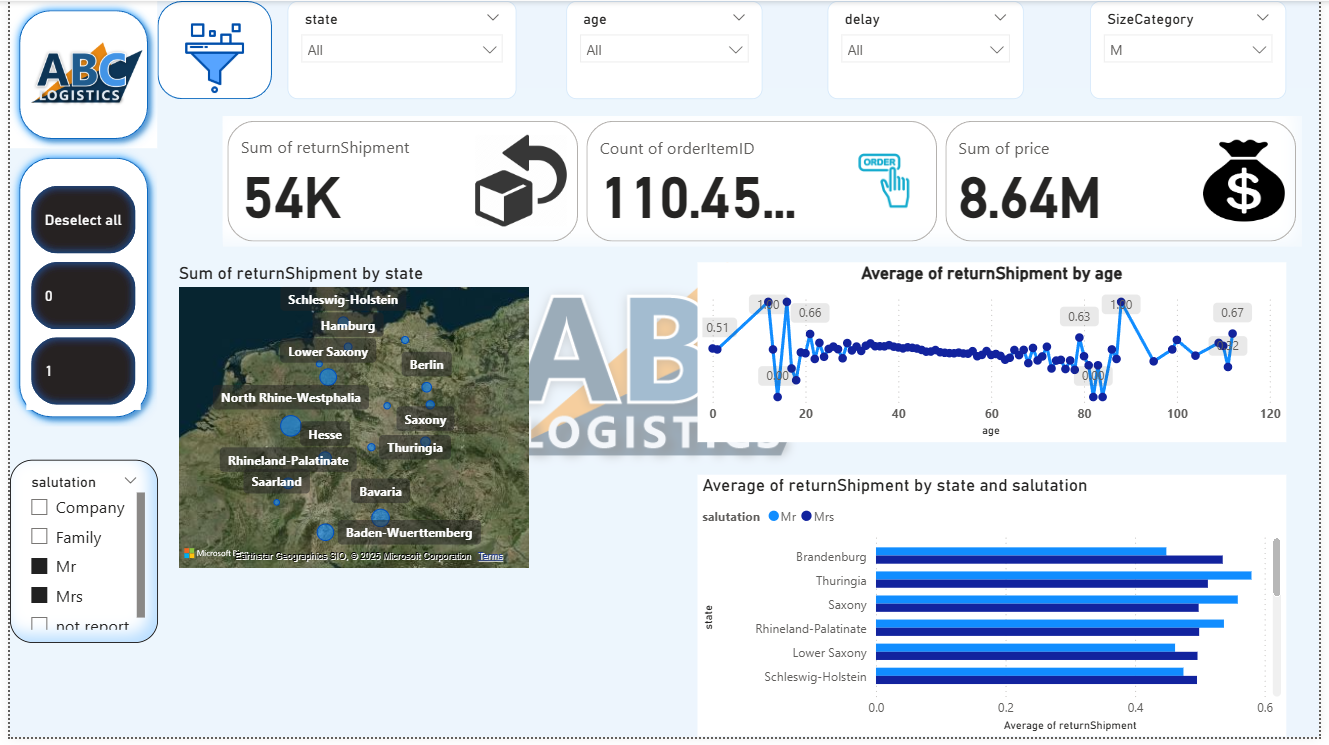 ABC
LOGISTICS
state
All
age
All
delay
All
SizeCategory
M
Deselect all
0
1
salutation
Company
Family
Mr
Mrs
not report
Sum of returnShipment
54K
Count of orderItemID
110.45...
ORDER
Sum of price
8.64M
$
Sum of returnShipment by state
Schleswig-Holstein
Hamburg
Lower Saxony
Berlin
North Rhine-Westphalia
Saxony
Hesse
Thuringia
Rhineland-Palatinate
Saarland
Bavaria
Baden-Wuerttemberg
Microsoft
Earthstar Geographics SIO, © 2025 Microsoft Corporation Terms
AB
LOGIST
Average of returnShipment by age
0.51
1.00
0.66
0.00
0.63
1.00
0.00
0.67
0 20 40 60 80 100 120
age
Average of returnShipment by state and salutation
salutation Mr Mrs
state
Brandenburg
Thuringia
Saxony
Rhineland-Palatinate
Lower Saxony
Schleswig-Holstein
0.0 0.2 0.4 0.6
Average of returnShipment